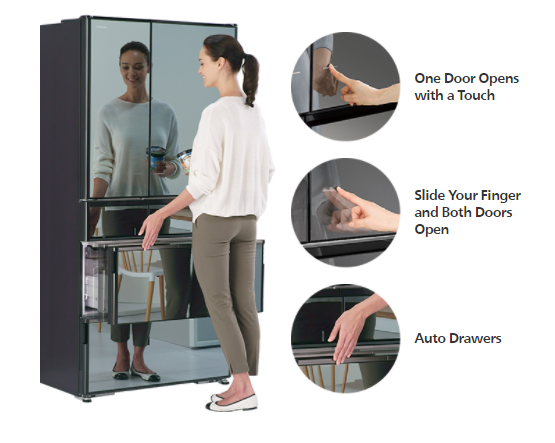 One Door Opens
with a Touch
Slide Your Finger
and Both Doors
Open
Auto Drawers